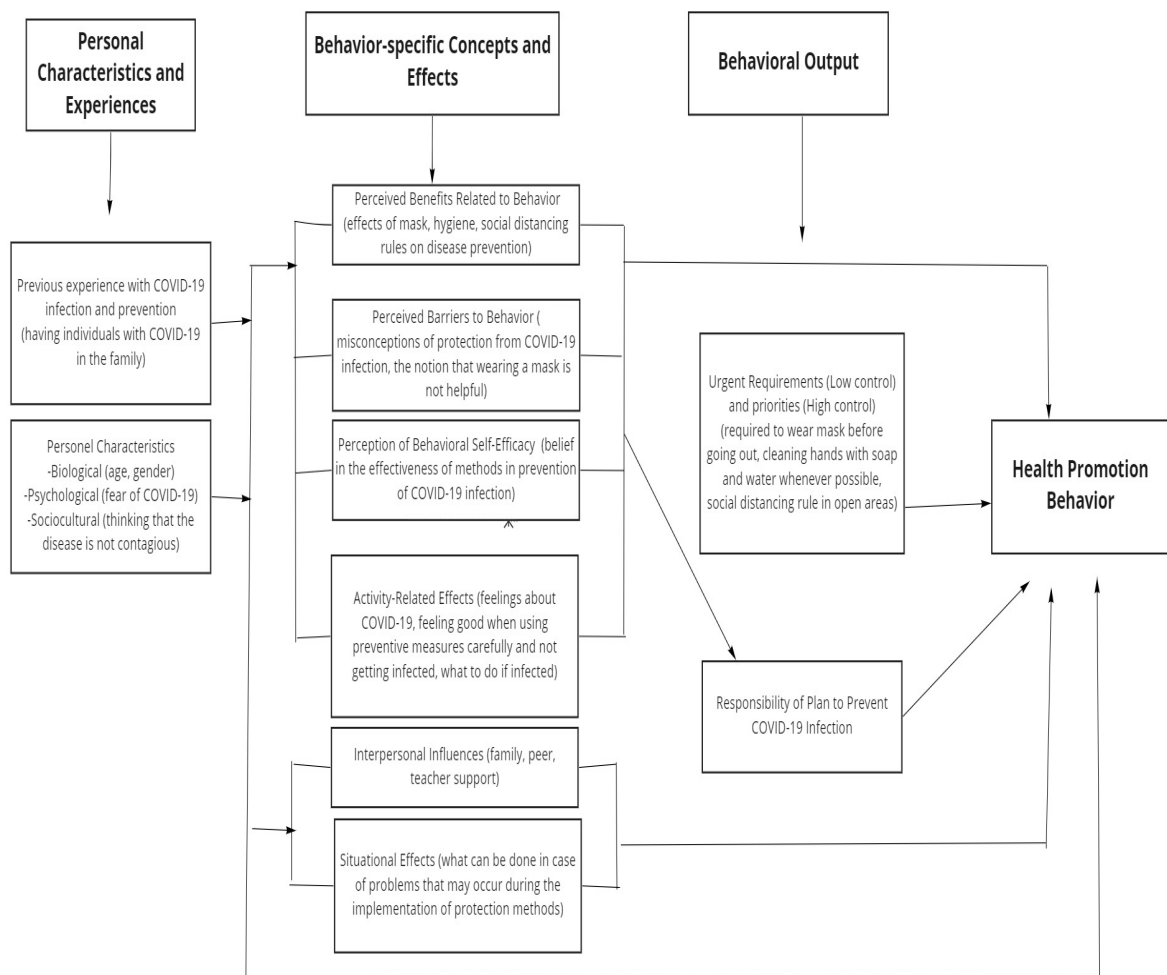 Personal
Characteristics and
Experiences
Behavior-specific Concepts and
Effects
Behavioral Output
Previous experience with COVID-19
infection and prevention
(having individuals with COVID-19
in the family)
Personel Characteristics
-Biological (age, gender)
-Psychological (fear of COVID-19)
-Sociocultural (thinking that the
disease is not contagious)
Perceived Benefits Related to Behavior
(effects of mask, hygiene, social distancing
rules on disease prevention)
Perceived Barriers to Behavior (
misconceptions of protection from COVID-19
infection, the notion that wearing a mask is
not helpful)
Perception of Behavioral Self-Efficacy (belief
in the effectiveness of methods in prevention
of COVID-19 infection)
Activity-Related Effects (feelings about
COVID-19, feeling good when using
preventive measures carefully and not
getting infected, what to do if infected)
Interpersonal Influences (family, peer,
teacher support)
Situational Effects (what can be done in case
of problems that may occur during the
implementation of protection methods)
Urgent Requirements (Low control)
and priorities (High control)
(required to wear mask before
going out, cleaning hands with soap
and water whenever possible,
social distancing rule in open areas)
Responsibility of Plan to Prevent
COVID-19 Infection
Health Promotion
Behavior